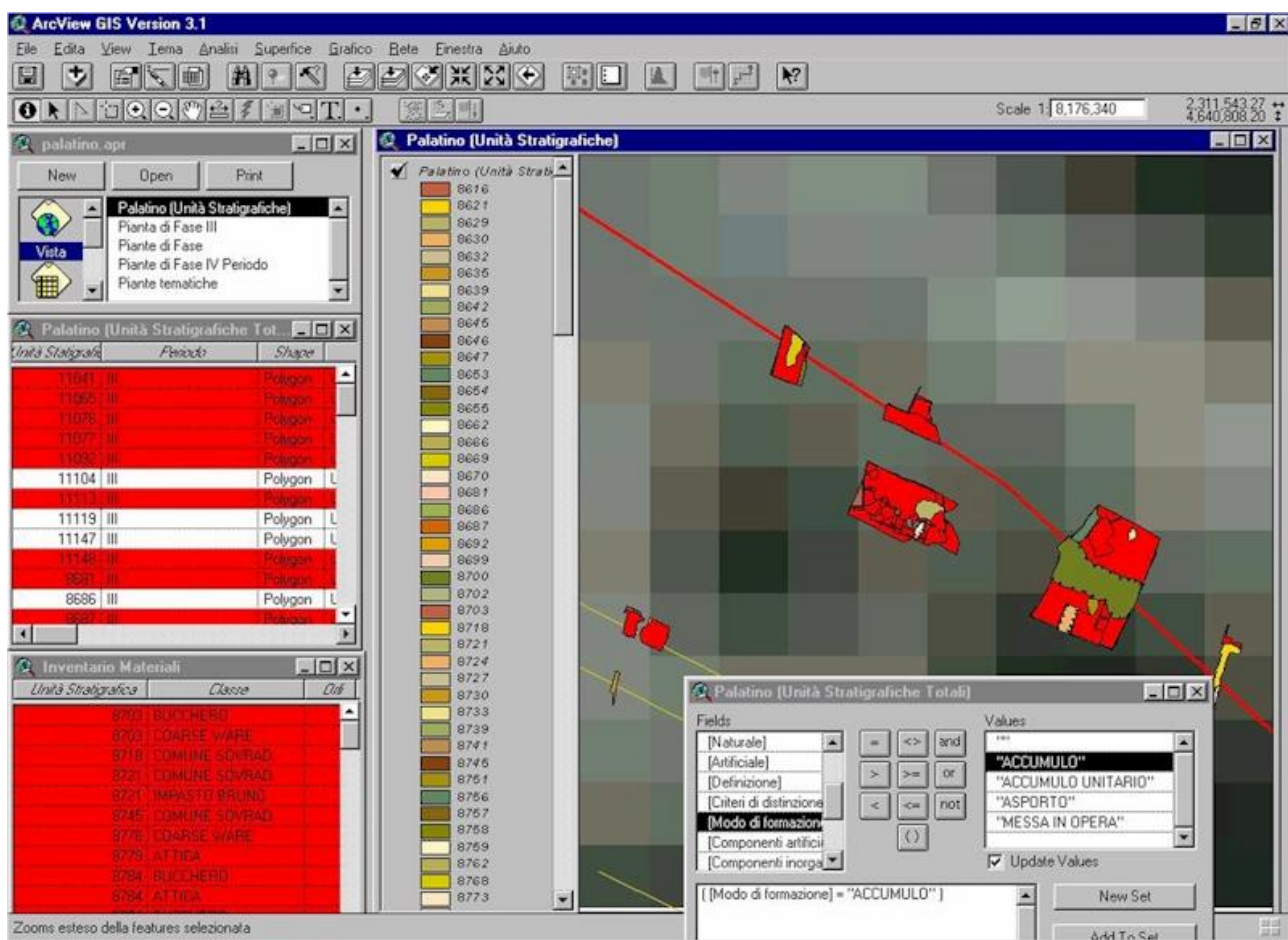 ArcView GIS Version 3.1
File Edita View Tema Analisi Superfice Grafico Rete Finestra Aiuto
Scale 1: 8,176,340
2,311,543.27
4,640,808.20
palatino.apr
New Open Print
Vista
Palatino (Unità Stratigrafiche)
Pianta di Fase III
Piante di Fase
Piante di Fase IV Periodo
Piante tematiche
Palatino (Unità Stratigrafiche Tot...
Unità Statigrafic Periodo Shape
11041 III Polygon
11065 III Polygon
11076 III Polygon
11077 III Polygon
11092 III Polygon
11104 III Polygon
11113 III Polygon
11119 III Polygon
11147 III Polygon
11148 III Polygon
8681 III Polygon
8686 III Polygon
8687 III Polygon
Inventario Materiali
Unità Stratigrafica Classe Difi
8703 BUCCHERO
8703 COARSE WARE
8718 COMUNE SOVRAD.
8721 COMUNE SOVRAD.
8721 IMPASTO BRUNO
8745 COMUNE SOVRAD.
8776 COARSE WARE
8779 ATTICA
8784 BUCCHERO
8784 ATTICA
Palatino (Unità Stratigrafiche)
Palatino (Unità Strati
8616
8621
8629
8630
8632
8635
8639
8642
8645
8646
8647
8653
8654
8655
8662
8666
8669
8670
8681
8686
8687
8692
8699
8700
8702
8703
8718
8721
8724
8727
8730
8733
8739
8741
8745
8751
8756
8757
8758
8759
8762
8768
8773
Palatino (Unità Stratigrafiche Totali)
Fields
[Naturale]
[Artificiale]
[Definizione]
[Criteri di distinzione
[Modo di formazion
[Componenti artifici
[Componenti inorga
= <> and
> >= or
< <= not
( )
Values
""
"ACCUMULO"
"ACCUMULO UNITARIO"
"ASPORTO"
"MESSA IN OPERA"
Update Values
( [Modo di formazione] = "ACCUMULO" )
New Set
Add To Set
Zooms esteso della features selezionata